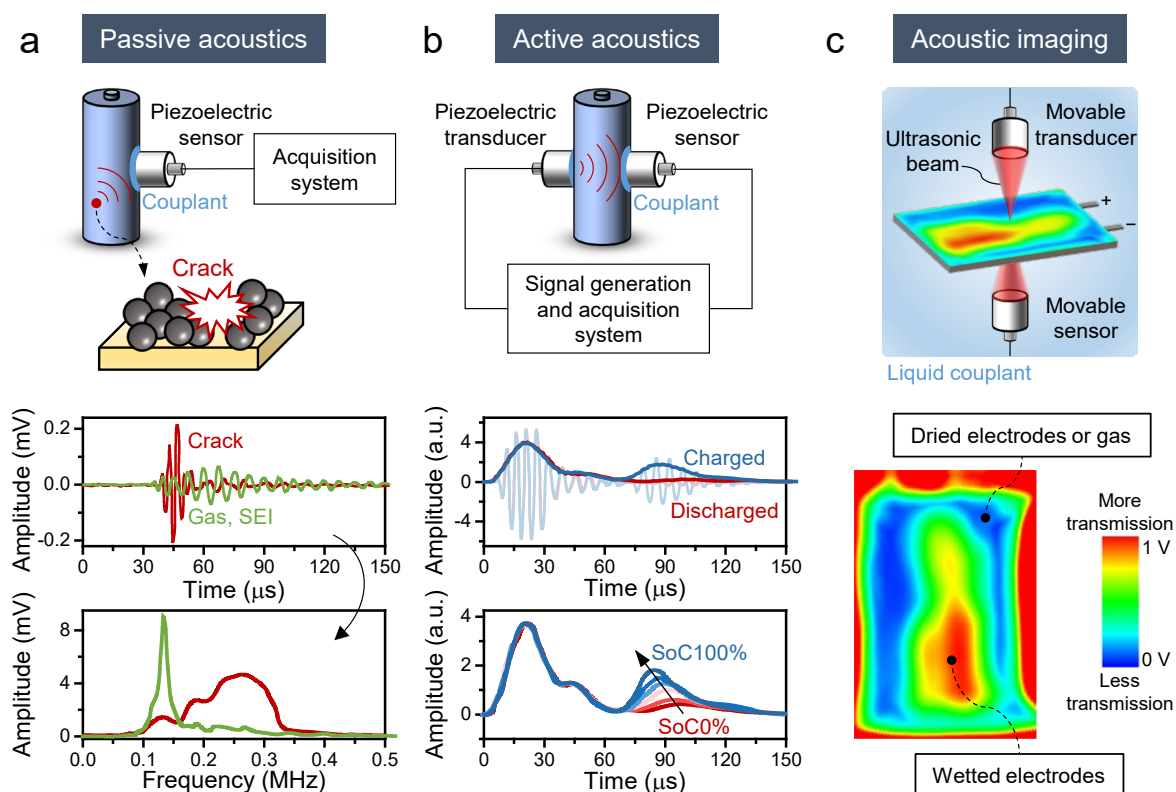 a
Passive acoustics
Piezoelectric
sensor
Acquisition
system
Couplant
Crack
Amplitude (mV)
0.2
0.0
-0.2
Crack
Gas, SEI
0 30 60 90 120 150
Time (μs)
Amplitude (mV)
8
4
0
0.0 0.1 0.2 0.3 0.4 0.5
Frequency (MHz)
b
Active acoustics
Piezoelectric
transducer
Piezoelectric
sensor
Couplant
Signal generation
and acquisition
system
Amplitude (a.u.)
4
0
-4
Charged
Discharged
0 30 60 90 120 150
Time (μs)
Amplitude (a.u.)
4
2
0
SoC100%
SoC0%
0 30 60 90 120 150
Time (μs)
c
Acoustic imaging
Movable
transducer
Ultrasonic
beam
+
−
Movable
sensor
Liquid couplant
Dried electrodes or gas
More
transmission
1 V
0 V
Less
transmission
Wetted electrodes